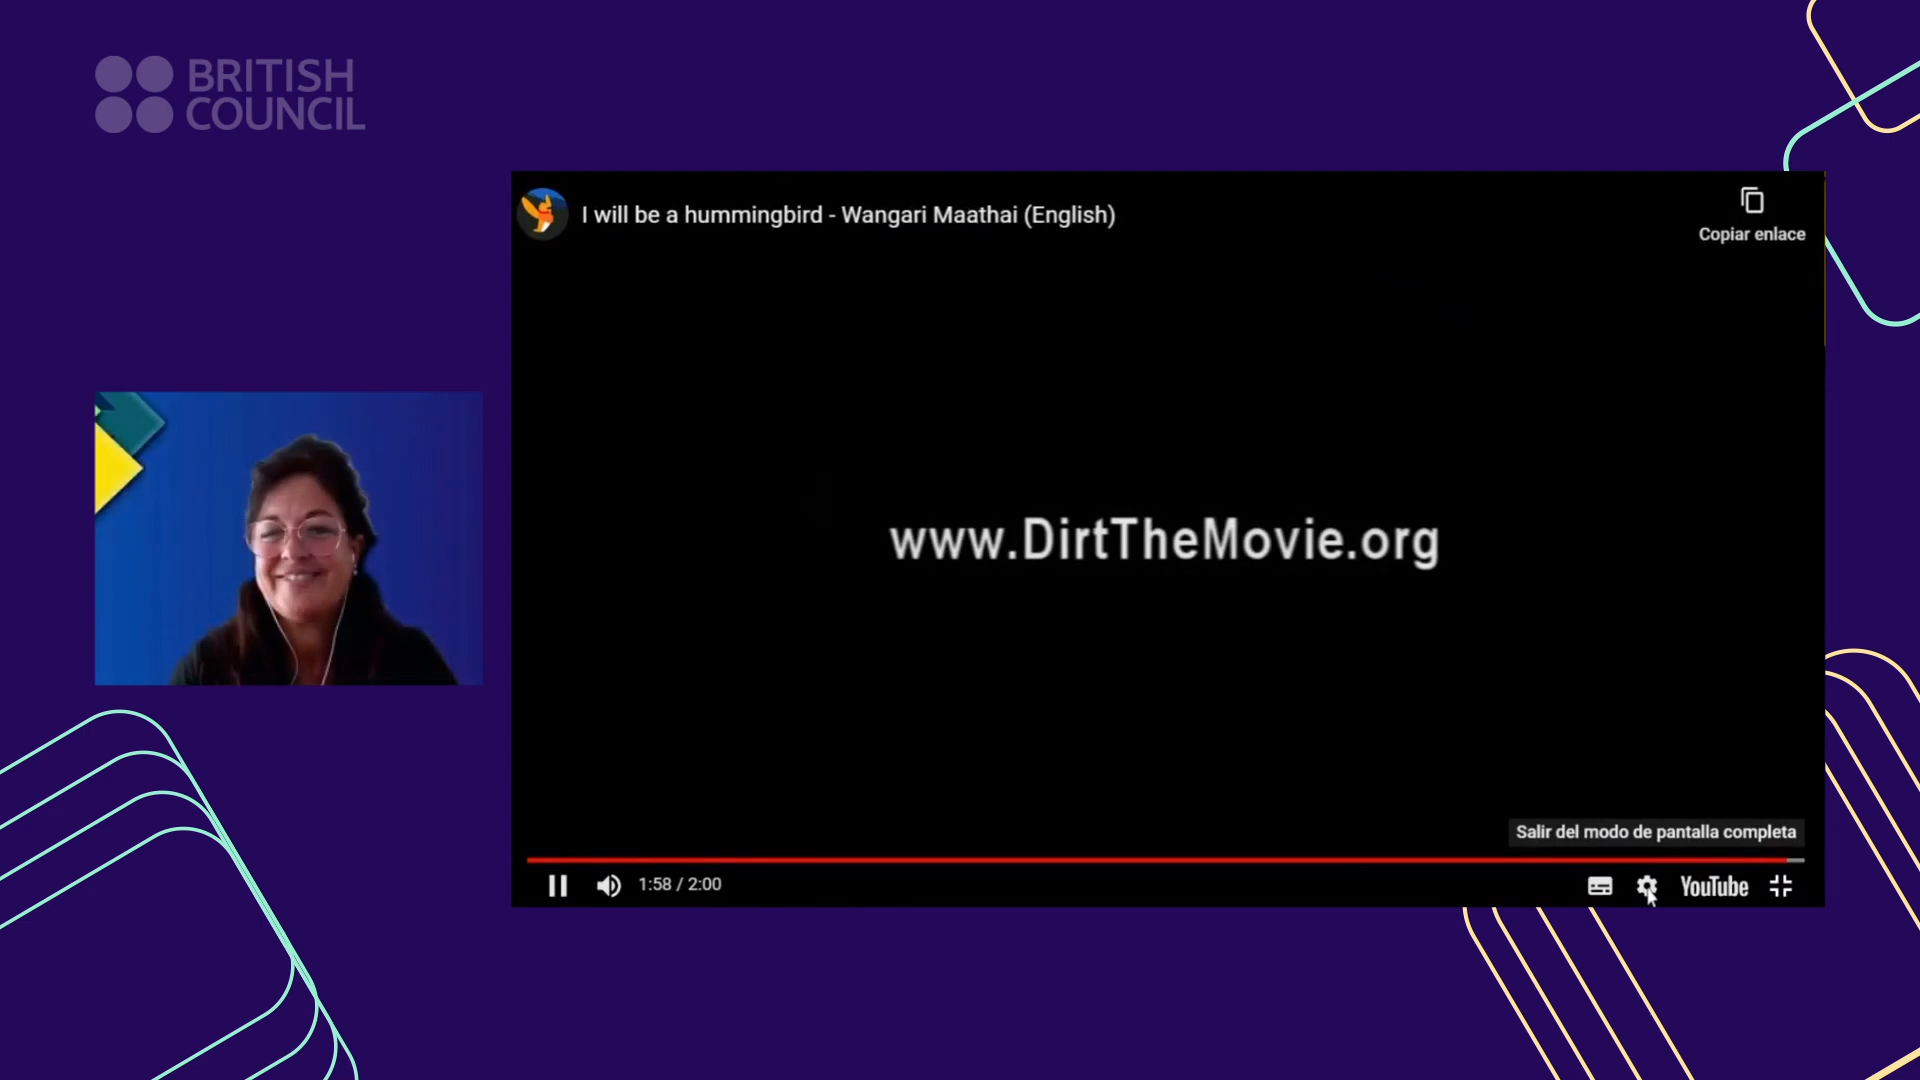 BRITISH
COUNCIL
I will be a hummingbird - Wangari Maathai (English)
Copiar enlace
www.DirtTheMovie.org
Salir del modo de pantalla completa
1:58 / 2:00
YouTube